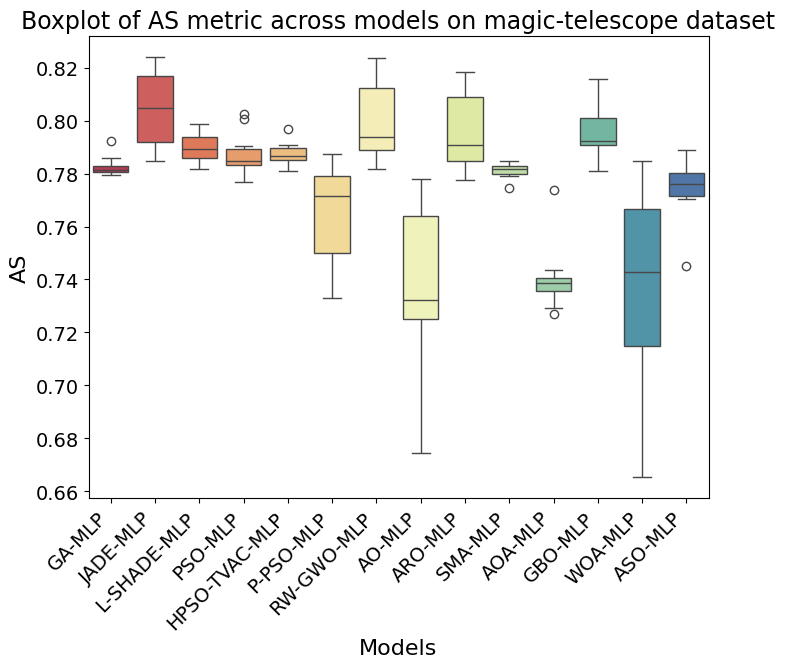 Boxplot of AS metric across models on magic-telescope dataset
0.82
0.80
0.78
0.76
0.74
0.72
0.70
0.68
0.66
AS
GA-MLP
JADE-MLP
L-SHADE-MLP
PSO-MLP
HPSO-TVAC-MLP
P-PSO-MLP
RW-GWO-MLP
AO-MLP
ARO-MLP
SMA-MLP
AOA-MLP
GBO-MLP
WOA-MLP
ASO-MLP
Models